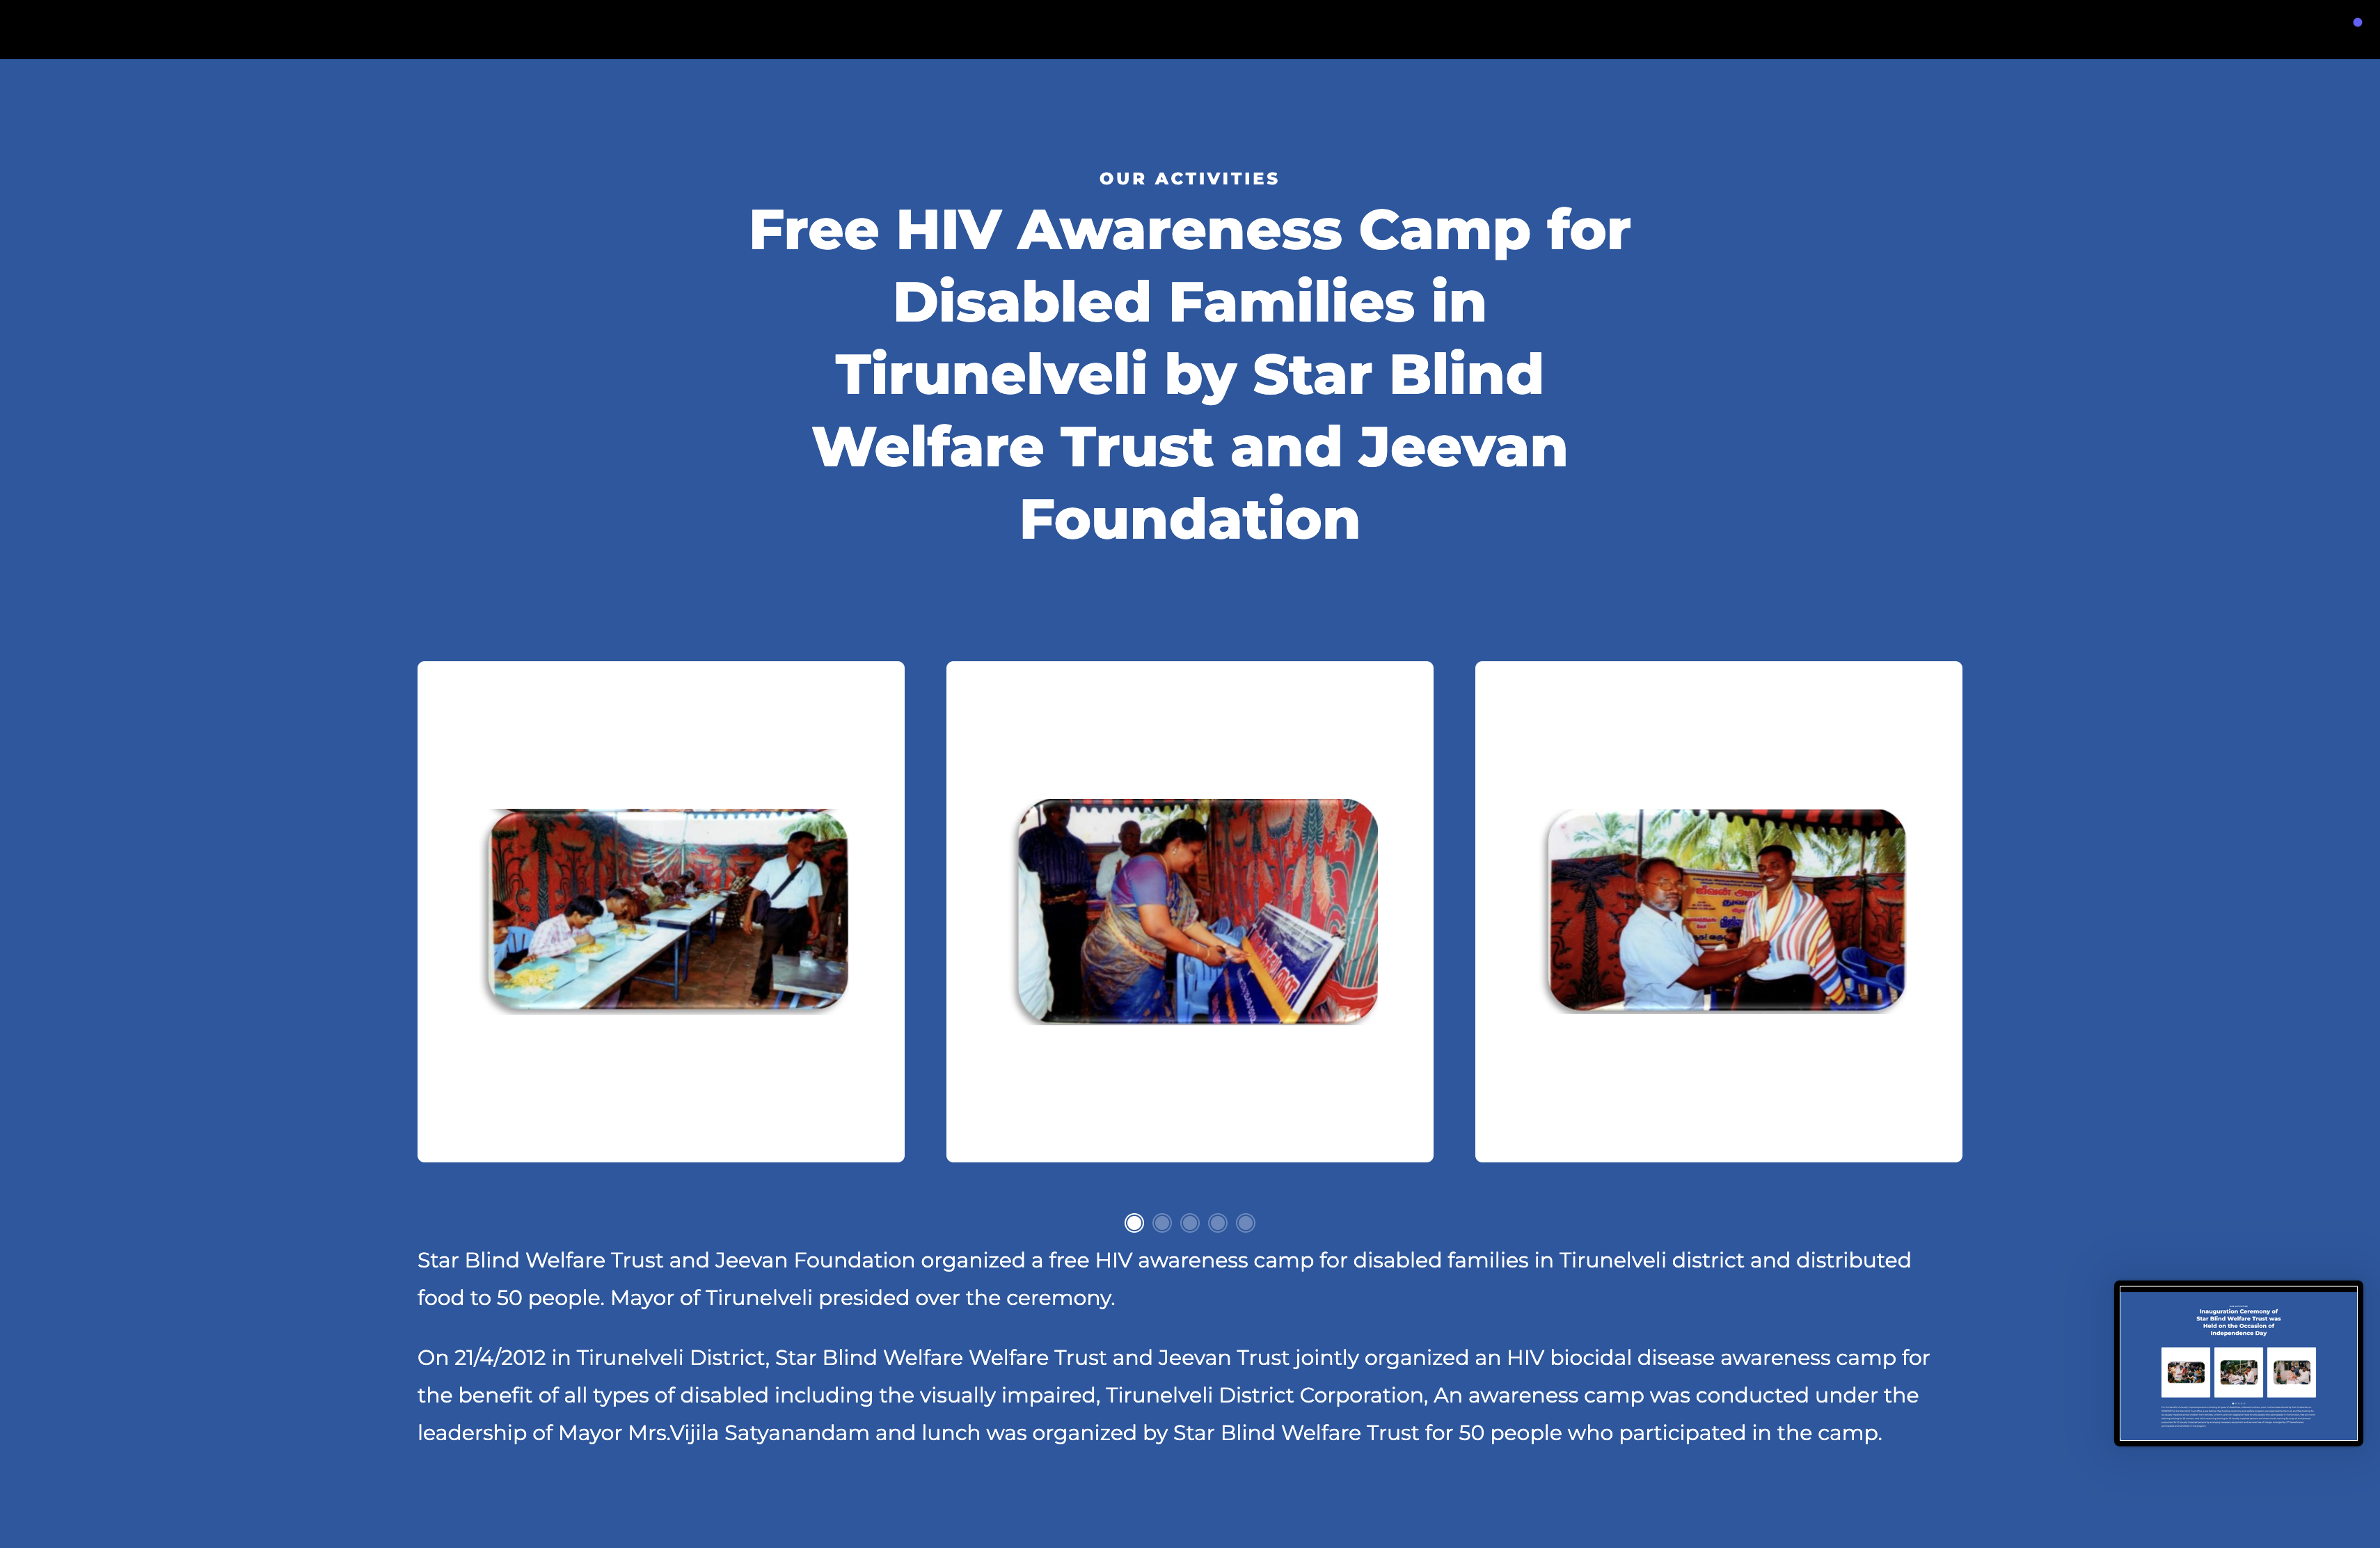 OUR ACTIVITIES
Free HIV Awareness Camp for
Disabled Families in
Tirunelveli by Star Blind
Welfare Trust and Jeevan
Foundation
ஜீவன் அற
Star Blind Welfare Trust and Jeevan Foundation organized a free HIV awareness camp for disabled families in Tirunelveli district and distributed
food to 50 people. Mayor of Tirunelveli presided over the ceremony.
On 21/4/2012 in Tirunelveli District, Star Blind Welfare Welfare Trust and Jeevan Trust jointly organized an HIV biocidal disease awareness camp for
the benefit of all types of disabled including the visually impaired, Tirunelveli District Corporation, An awareness camp was conducted under the
leadership of Mayor Mrs.Vijila Satyanandam and lunch was organized by Star Blind Welfare Trust for 50 people who participated in the camp.
Inauguration Ceremony of
Star Blind Welfare Trust was
Held on the Occasion of
Independence Day